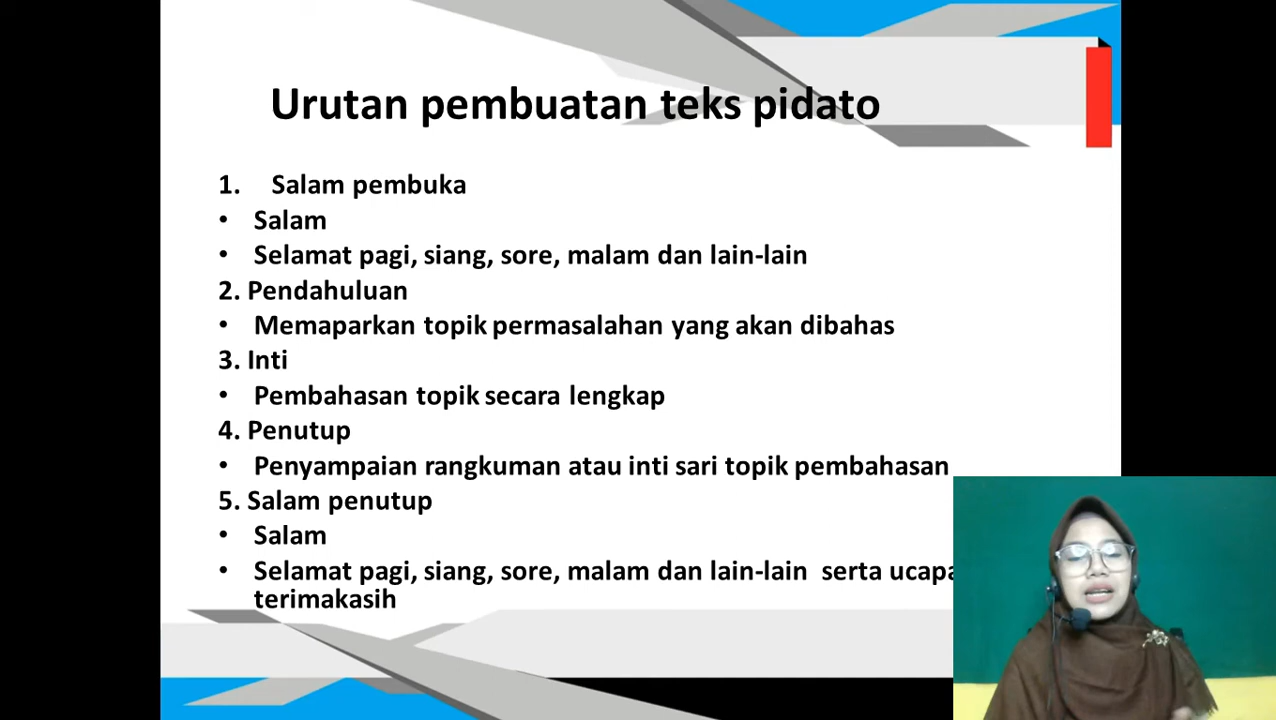 Urutan pembuatan teks pidato
1. Salam pembuka
• Salam
• Selamat pagi, siang, sore, malam dan lain-lain
2. Pendahuluan
• Memaparkan topik permasalahan yang akan dibahas
3. Inti
• Pembahasan topik secara lengkap
4. Penutup
• Penyampaian rangkuman atau inti sari topik pembahasan
5. Salam penutup
• Salam
• Selamat pagi, siang, sore, malam dan lain-lain serta
terimakasih